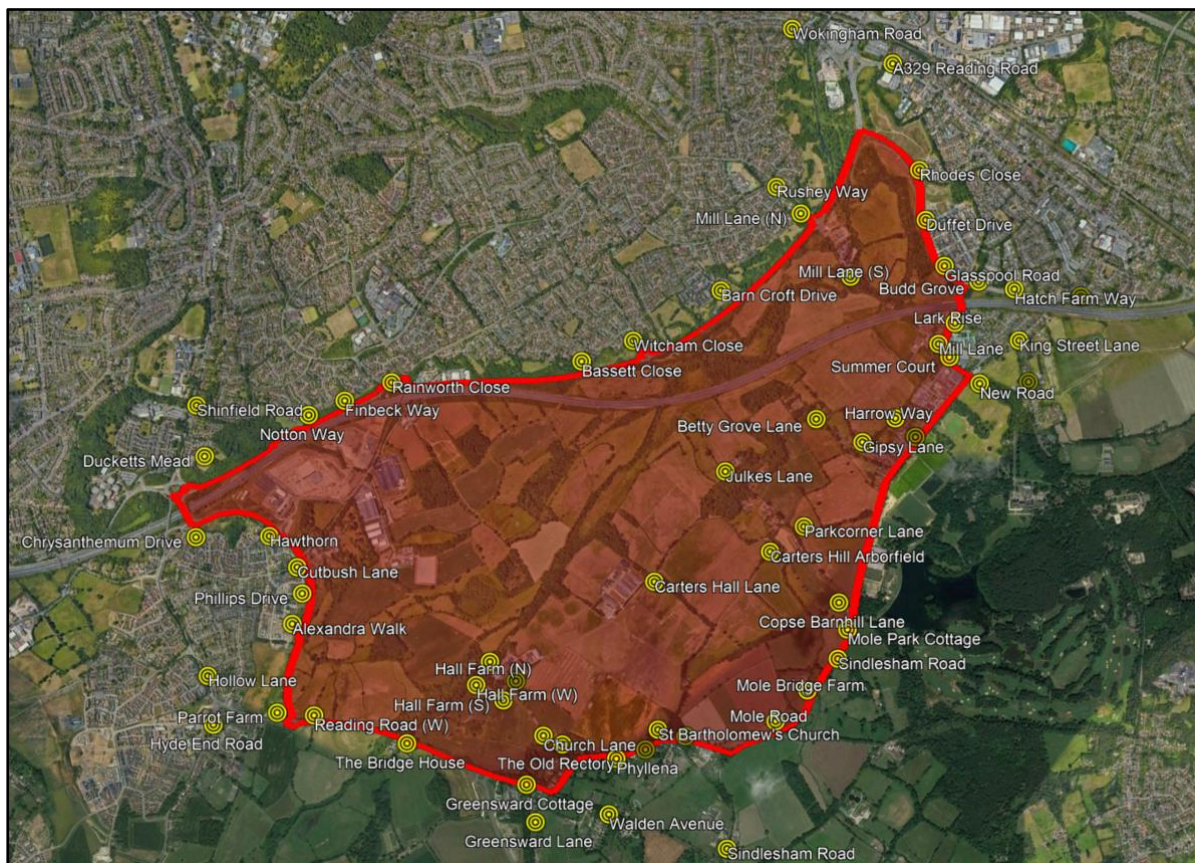 Wokingham Road
A329 Reading Road
Rhodes Close
Rushey Way
Mill Lane (N)
Duffet Drive
Mill Lane (S)
Glasspool Road
Budd Grove
Hatch Farm Way
Barn Croft Drive
Lark Rise
Witcham Close
Mill Lane
King Street Lane
Bassett Close
Summer Court
Rainworth Close
New Road
Finbeck Way
Shinfield Road
Notton Way
Betty Grove Lane
Harrow Way
Gipsy Lane
Ducketts Mead
Julkes Lane
Parkcorner Lane
Chrysanthemum Drive
Hawthorn
Carters Hill Arborfield
Cutbush Lane
Carters Hall Lane
Phillips Drive
Copse Barnhill Lane
Alexandra Walk
Mole Park Cottage
Sindlesham Road
Hall Farm (N)
Hollow Lane
Hall Farm (W)
Mole Bridge Farm
Hall Farm (S)
Parrot Farm
Reading Road (W)
Mole Road
St Bartholomew's Church
Hyde End Road
Church Lane
The Bridge House
The Old Rectory
Phyllena
Greensward Cottage
Walden Avenue
Greensward Lane
Sindlesham Road